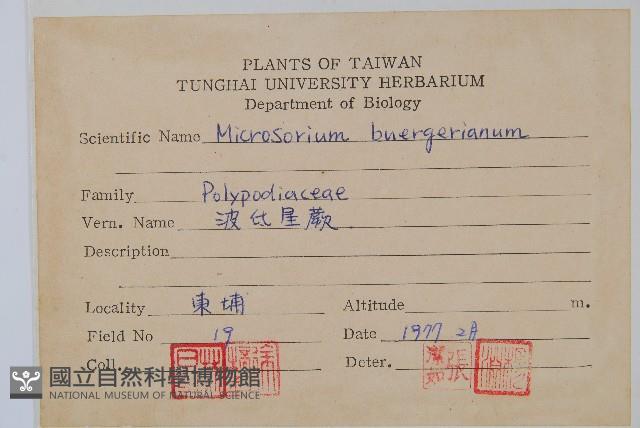 PLANTS OF TAIWAN
TUNGHAI UNIVERSITY HERBARIUM
Department of Biology
Scientific Name Microsorium buergerianum
Family Polypodiaceae
Vern. Name 波氏星蕨
Description
Locality 東埔 Altitude m.
Field No 19 Date 1977 2月
Coll. Deter.
國立自然科學博物館
NATIONAL MUSEUM OF NATURAL SCIENCE